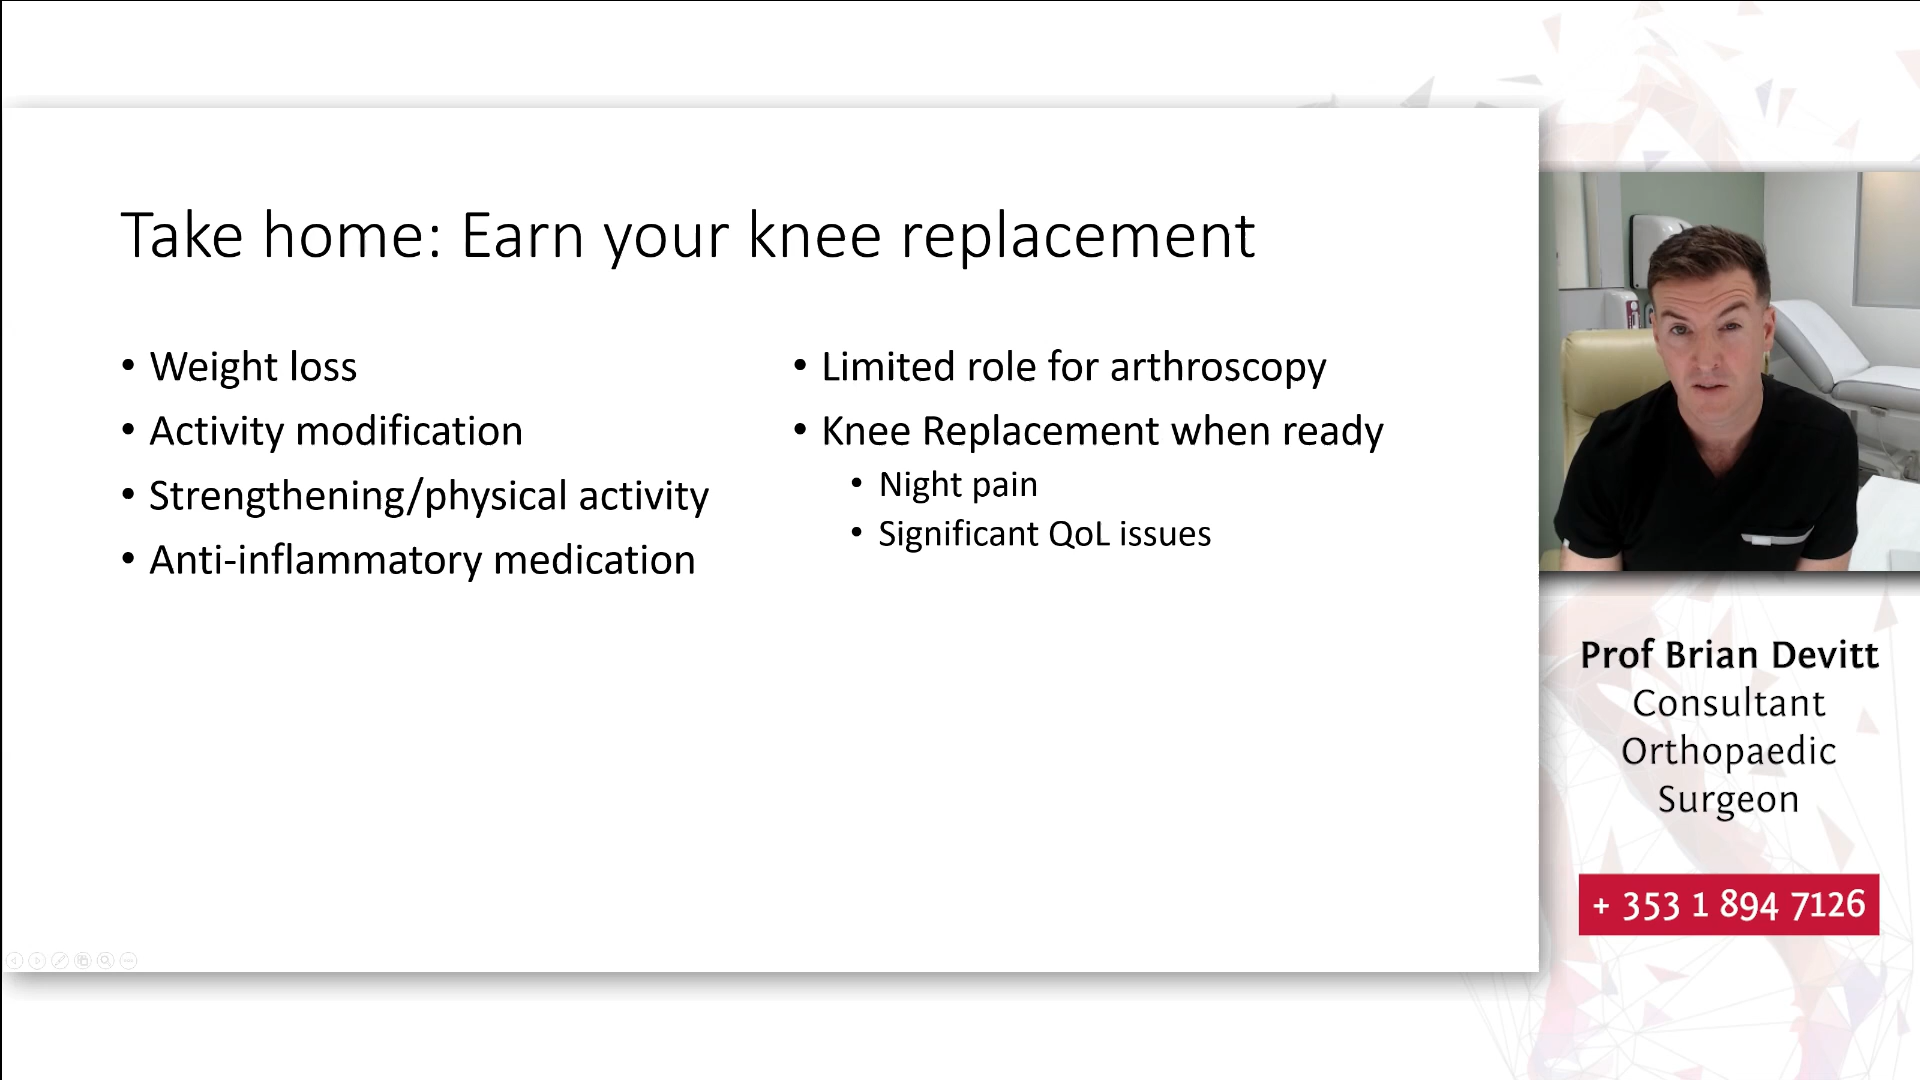 Take home: Earn your knee replacement
• Weight loss
• Activity modification
• Strengthening/physical activity
• Anti-inflammatory medication
• Limited role for arthroscopy
• Knee Replacement when ready
• Night pain
• Significant QoL issues
Prof Brian Devitt
Consultant
Orthopaedic
Surgeon
+ 353 1 894 7126